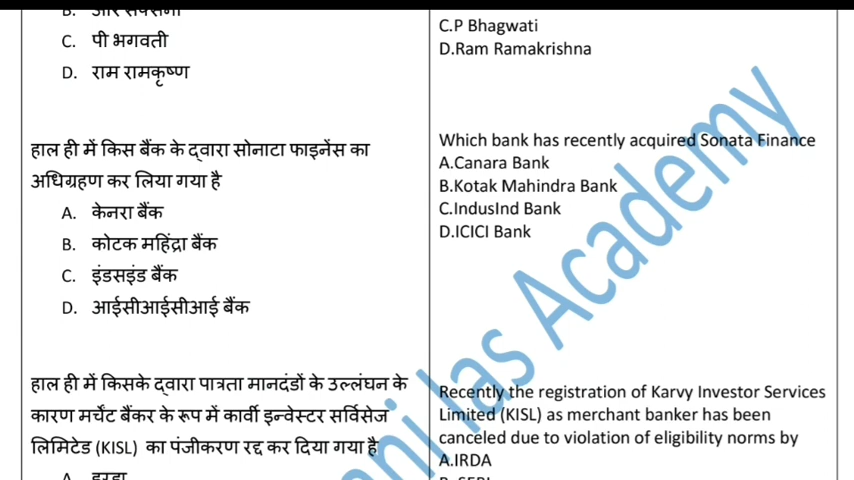 C. पी भगवती
D. राम रामकृष्ण
हाल ही में किस बैंक के द्वारा सोनाटा फाइनेंस का
अधिग्रहण कर लिया गया है
A. केनरा बैंक
B. कोटक महिंद्रा बैंक
C. इंडसइंड बैंक
D. आईसीआईसीआई बैंक
हाल ही में किसके द्वारा पात्रता मानदंडों के उल्लंघन के
कारण मर्चेंट बैंकर के रूप में कार्वी इन्वेस्टर सर्विसेज
लिमिटेड (KISL) का पंजीकरण रद्द कर दिया गया है
C.P Bhagwati
D.Ram Ramakrishna
Which bank has recently acquired Sonata Finance
A.Canara Bank
B.Kotak Mahindra Bank
C.IndusInd Bank
D.ICICI Bank
Recently the registration of Karvy Investor Services
Limited (KISL) as merchant banker has been
canceled due to violation of eligibility norms by
A.IRDA
Ias Academy